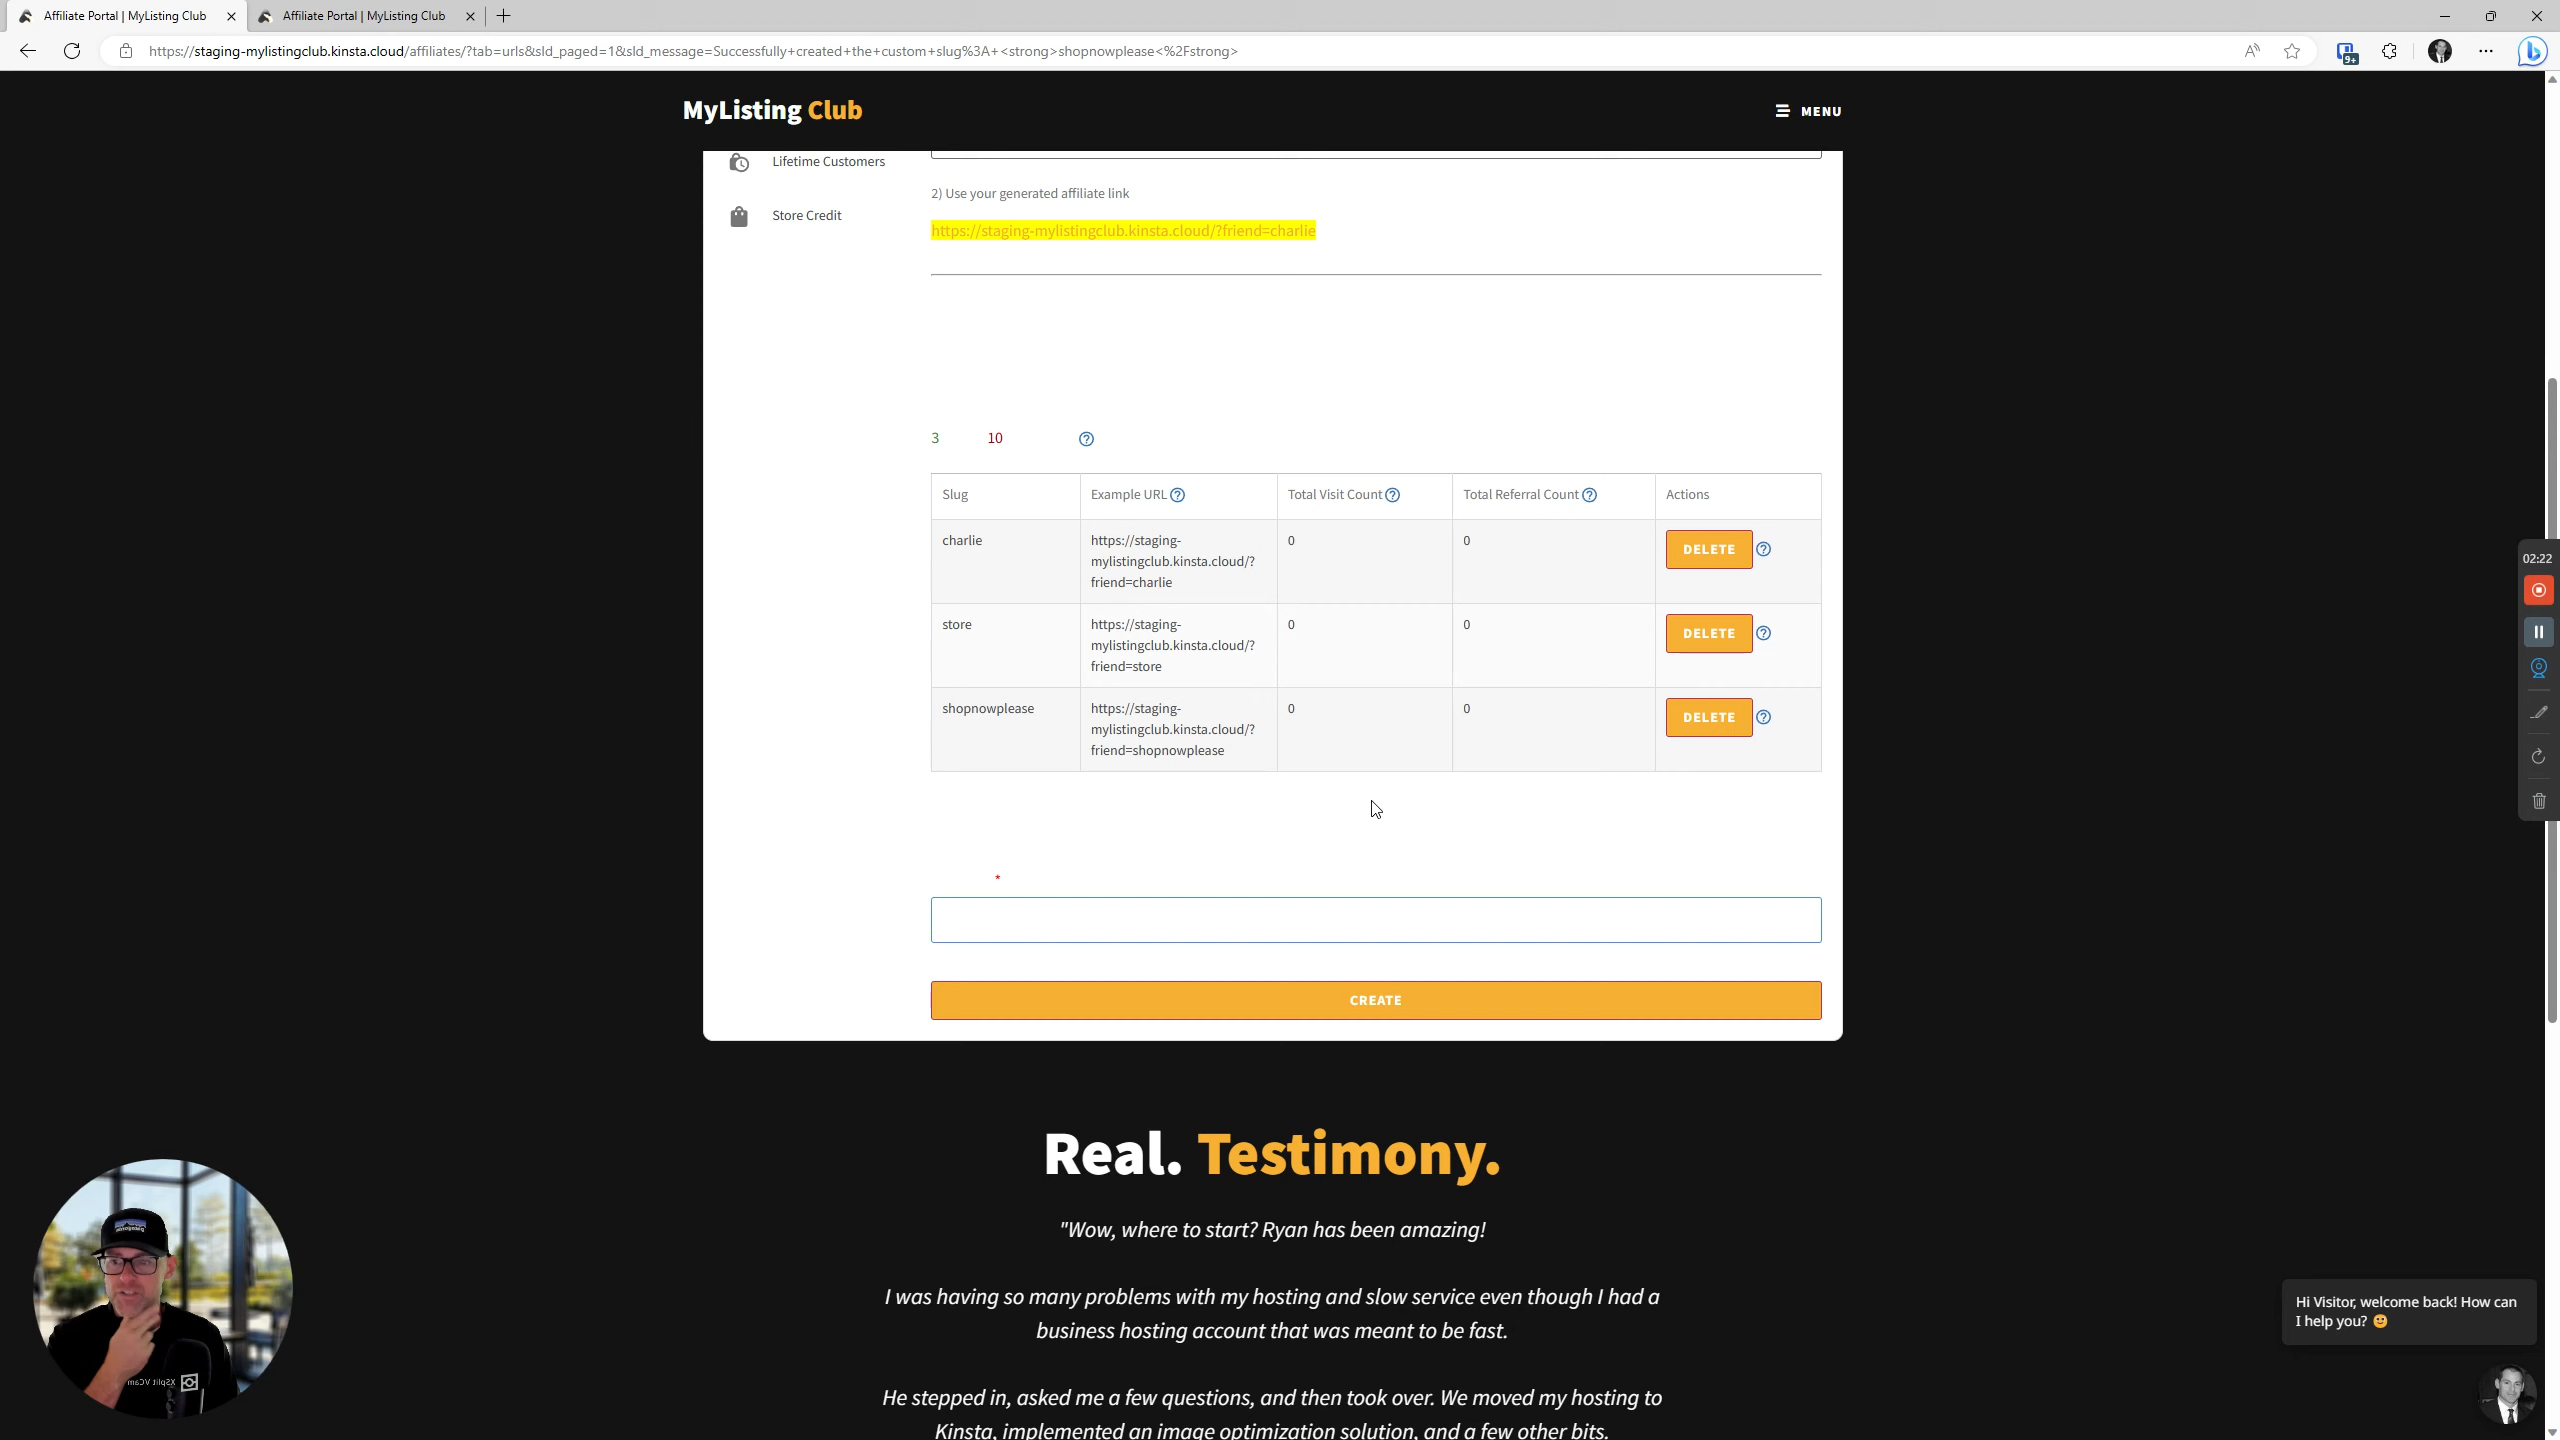 Affiliate Portal | MyListing Club
Affiliate Portal | MyListing Club
https://staging-mylistingclub.kinsta.cloud/affiliates/?tab=urls&sld_paged=1&sld_message=Successfully+created+the+custom+slug%3A+<strong>shopnowplease<%2Fstrong>
9+
MyListing Club
MENU
Lifetime Customers
2) Use your generated affiliate link
Store Credit
https://staging-mylistingclub.kinsta.cloud/?friend=charlie
3 10
Slug Example URL Total Visit Count Total Referral Count Actions
charlie https://staging- 0 0 DELETE
mylistingclub.kinsta.cloud/?
friend=charlie
store https://staging- 0 0 DELETE
mylistingclub.kinsta.cloud/?
friend=store
shopnowplease https://staging- 0 0 DELETE
mylistingclub.kinsta.cloud/?
friend=shopnowplease
*
CREATE
02:22
Real. Testimony.
"Wow, where to start? Ryan has been amazing!
I was having so many problems with my hosting and slow service even though I had a
business hosting account that was meant to be fast.
He stepped in, asked me a few questions, and then took over. We moved my hosting to
Kinsta, implemented an image optimization solution, and a few other bits.
Hi Visitor, welcome back! How can
I help you? 🙂
XSplit VCam